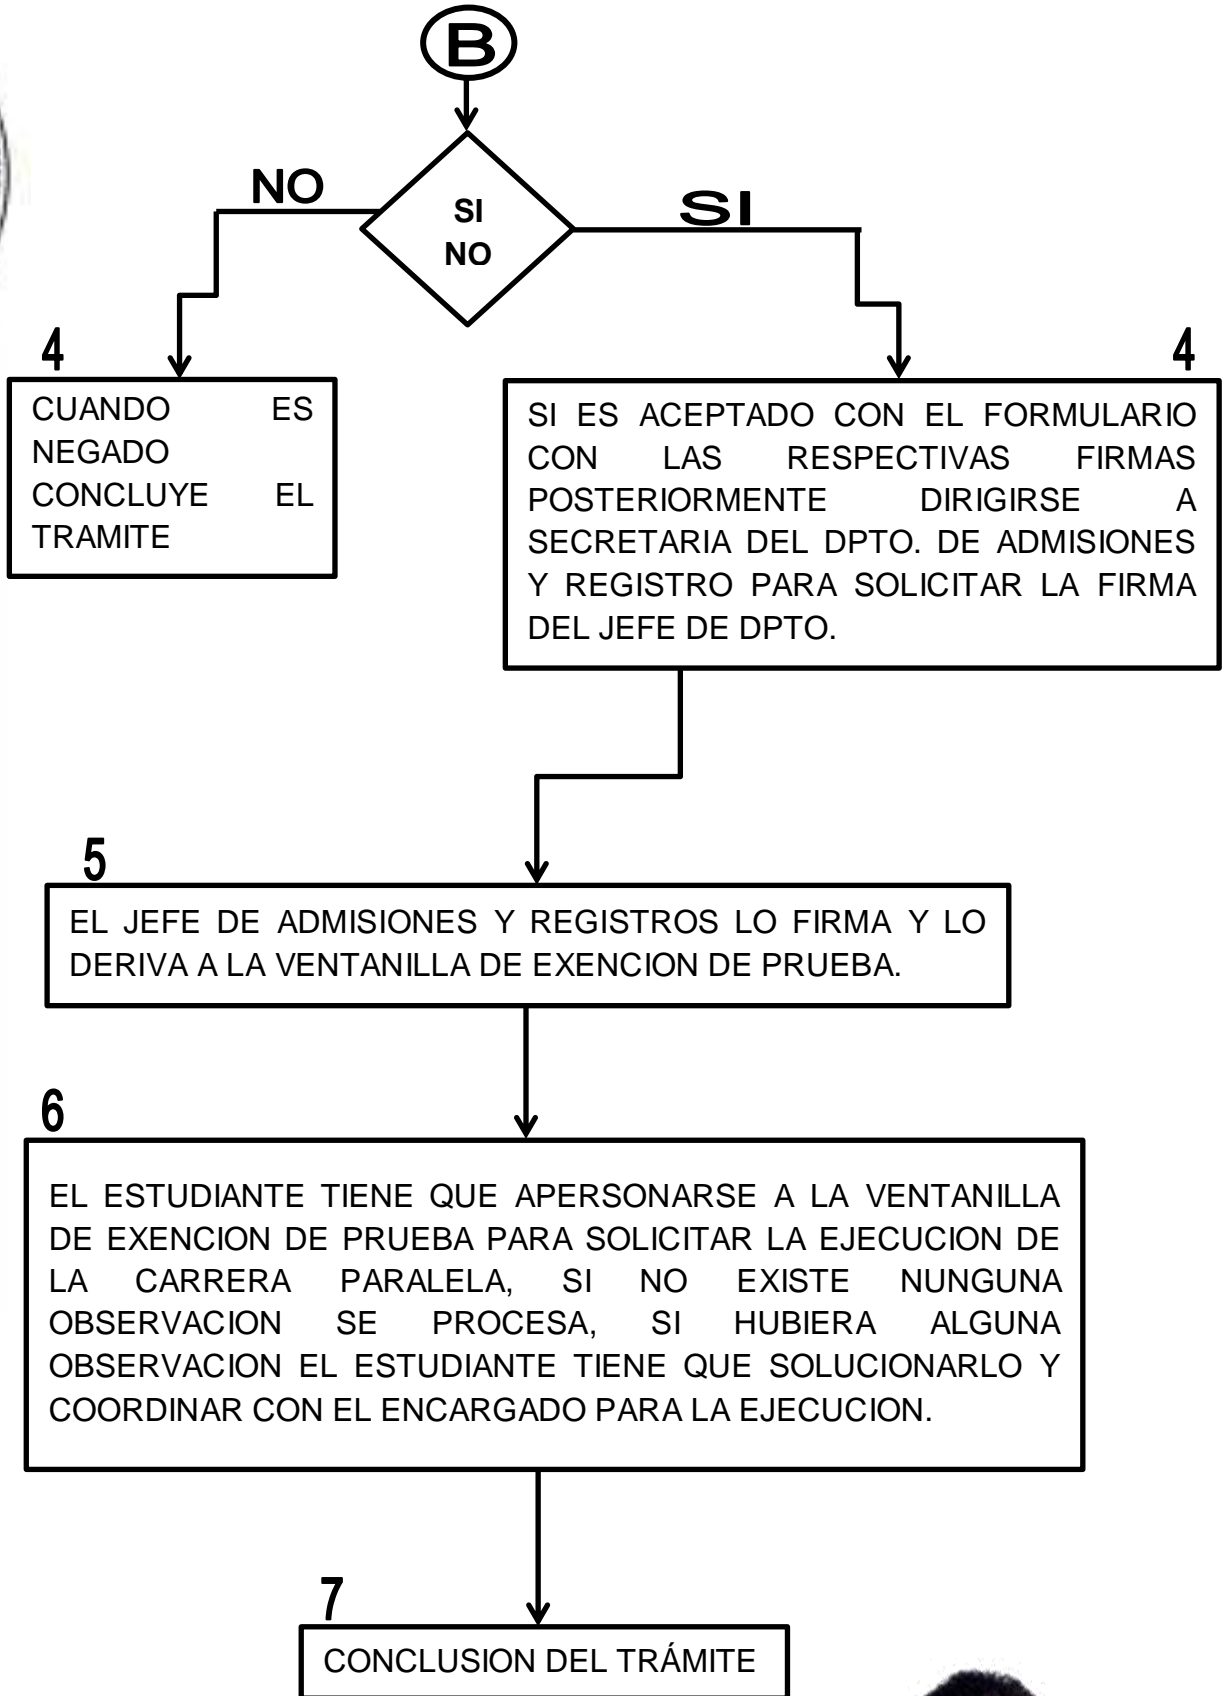 B
NO
SI
SI
NO
4
CUANDO ES
NEGADO
CONCLUYE EL
TRAMITE
4
SI ES ACEPTADO CON EL FORMULARIO
CON LAS RESPECTIVAS FIRMAS
POSTERIORMENTE DIRIGIRSE A
SECRETARIA DEL DPTO. DE ADMISIONES
Y REGISTRO PARA SOLICITAR LA FIRMA
DEL JEFE DE DPTO.
5
EL JEFE DE ADMISIONES Y REGISTROS LO FIRMA Y LO
DERIVA A LA VENTANILLA DE EXENCION DE PRUEBA.
6
EL ESTUDIANTE TIENE QUE APERSONARSE A LA VENTANILLA
DE EXENCION DE PRUEBA PARA SOLICITAR LA EJECUCION DE
LA CARRERA PARALELA, SI NO EXISTE NUNGUNA
OBSERVACION SE PROCESA, SI HUBIERA ALGUNA
OBSERVACION EL ESTUDIANTE TIENE QUE SOLUCIONARLO Y
COORDINAR CON EL ENCARGADO PARA LA EJECUCION.
7
CONCLUSION DEL TRÁMITE